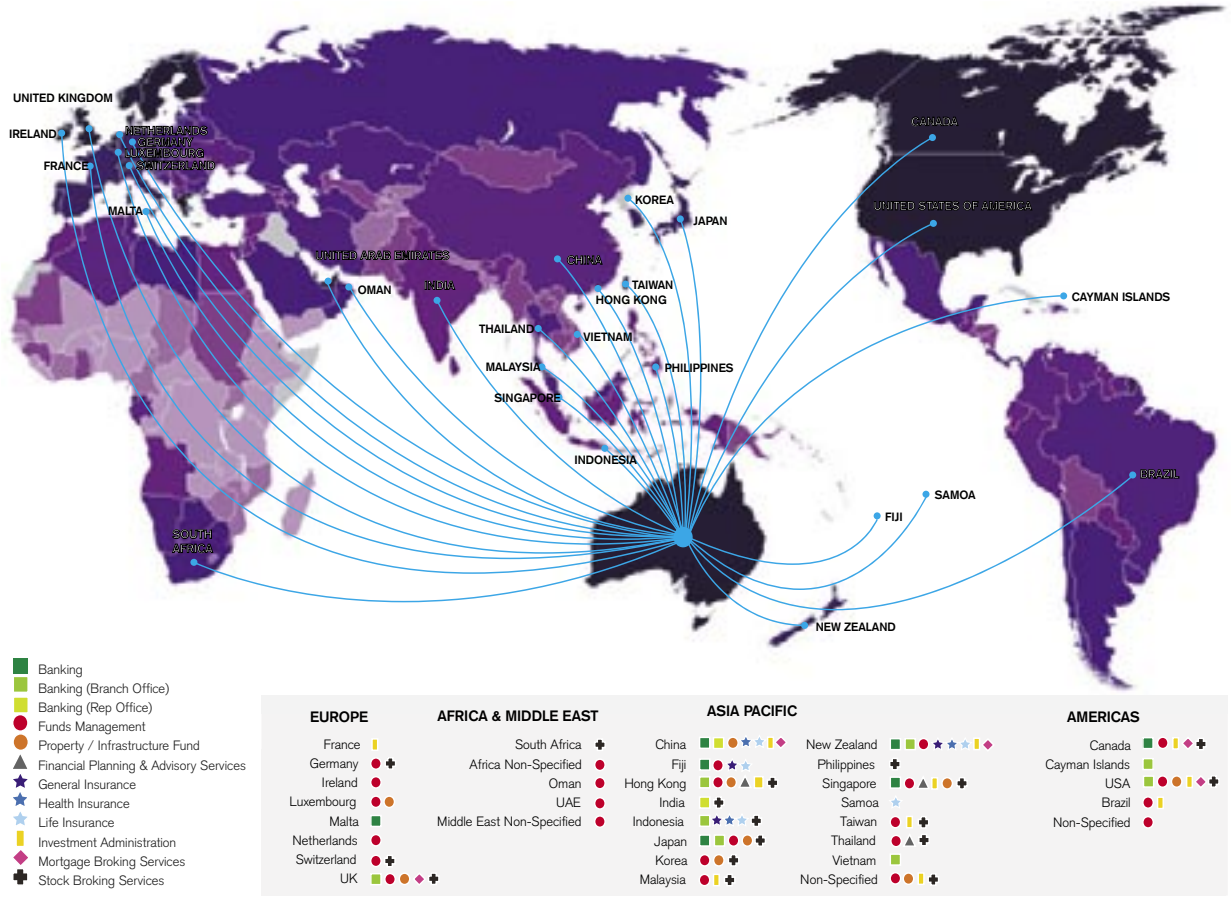 UNITED KINGDOM
IRELAND
NETHERLANDS
GERMANY
LUXEMBOURG
FRANCE
SWITZERLAND
MALTA
CANADA
KOREA
UNITED STATES OF AMERICA
JAPAN
UNITED ARAB EMIRATES
CHINA
OMAN
INDIA
TAIWAN
HONG KONG
CAYMAN ISLANDS
THAILAND
VIETNAM
MALAYSIA
PHILIPPINES
SINGAPORE
INDONESIA
BRAZIL
SAMOA
FIJI
SOUTH
AFRICA
NEW ZEALAND
Banking
Banking (Branch Office)
Banking (Rep Office)
Funds Management
Property / Infrastructure Fund
Financial Planning & Advisory Services
General Insurance
Health Insurance
Life Insurance
Investment Administration
Mortgage Broking Services
Stock Broking Services
EUROPE
France
Germany
Ireland
Luxembourg
Malta
Netherlands
Switzerland
UK
AFRICA & MIDDLE EAST
South Africa
Africa Non-Specified
Oman
UAE
Middle East Non-Specified
ASIA PACIFIC
China
Fiji
Hong Kong
India
Indonesia
Japan
Korea
Malaysia
New Zealand
Philippines
Singapore
Samoa
Taiwan
Thailand
Vietnam
Non-Specified
AMERICAS
Canada
Cayman Islands
USA
Brazil
Non-Specified